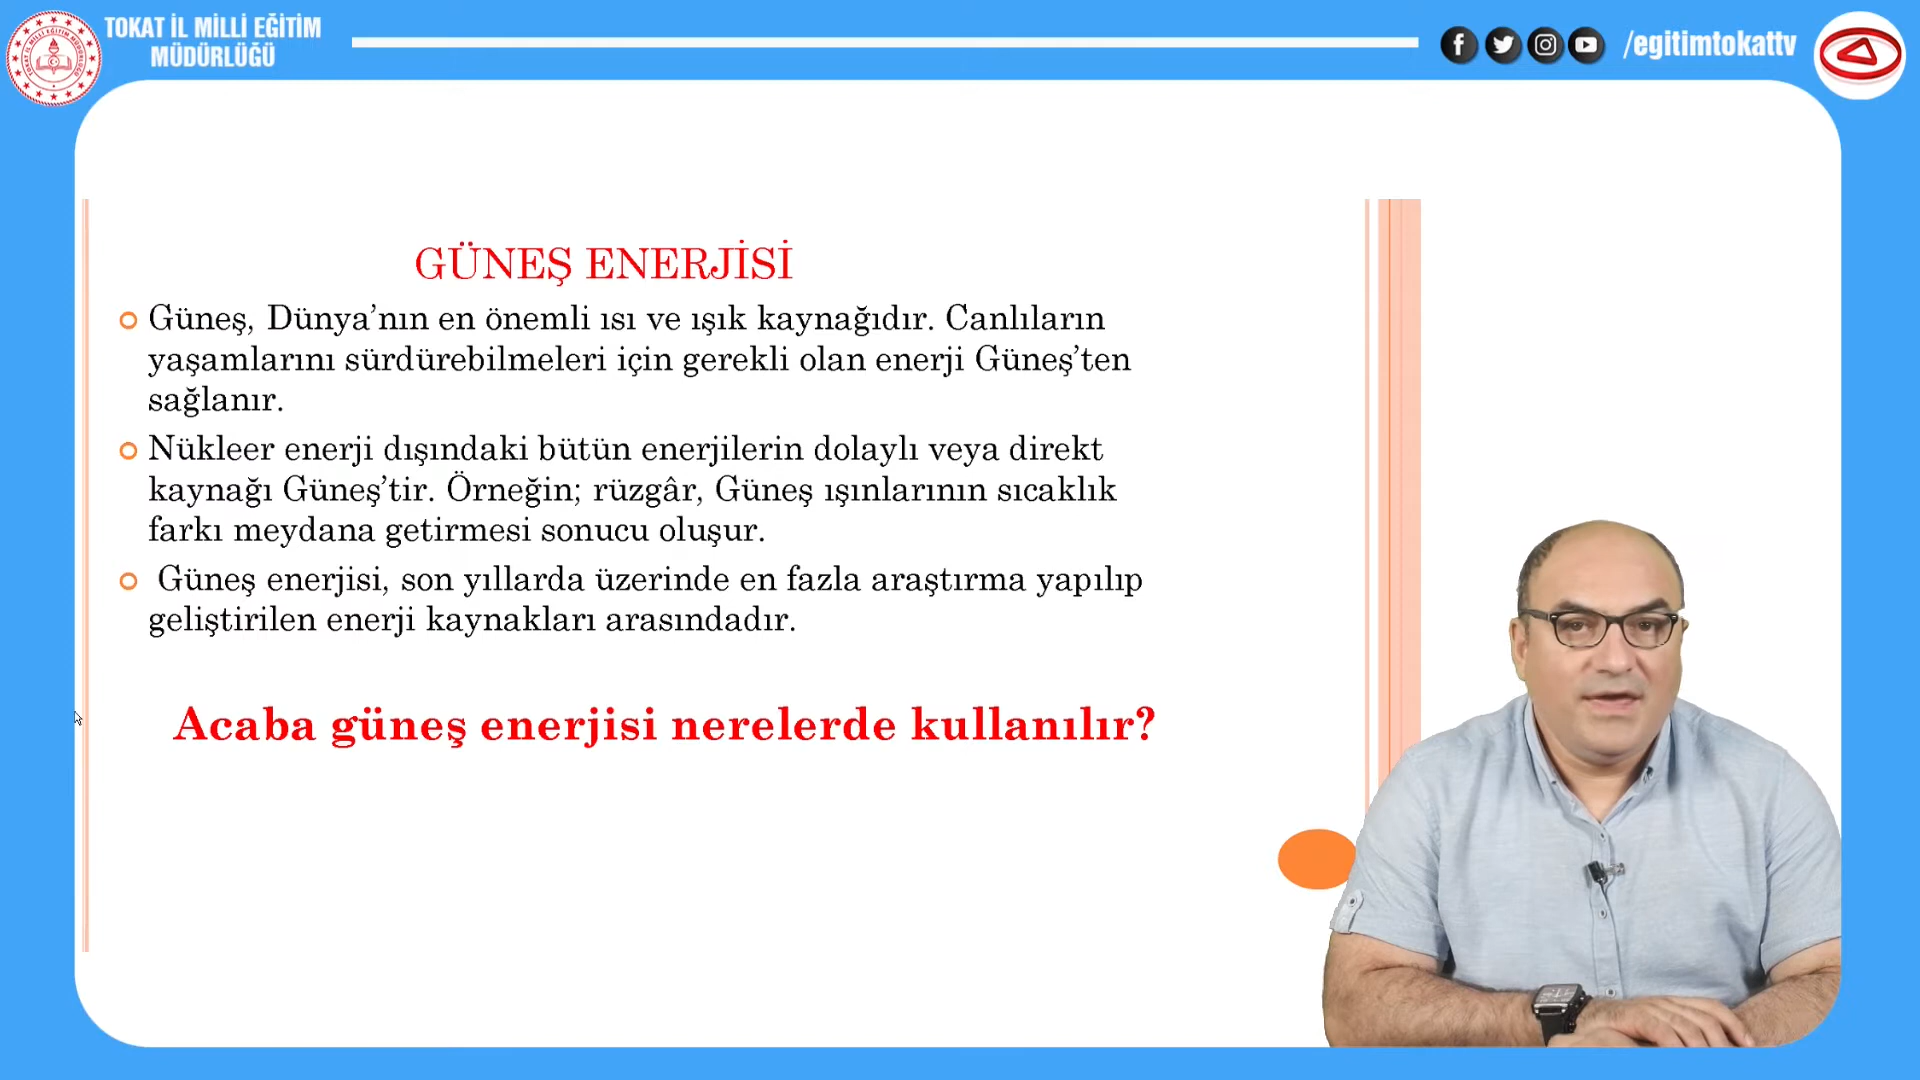 TOKAT İL MİLLİ EĞİTİM
MÜDÜRLÜĞÜ
/egitimtokattv
GÜNEŞ ENERJİSİ
Güneş, Dünya’nın en önemli ısı ve ışık kaynağıdır. Canlıların
yaşamlarını sürdürebilmeleri için gerekli olan enerji Güneş’ten
sağlanır.
Nükleer enerji dışındaki bütün enerjilerin dolaylı veya direkt
kaynağı Güneş’tir. Örneğin; rüzgâr, Güneş ışınlarının sıcaklık
farkı meydana getirmesi sonucu oluşur.
Güneş enerjisi, son yıllarda üzerinde en fazla araştırma yapılıp
geliştirilen enerji kaynakları arasındadır.
Acaba güneş enerjisi nerelerde kullanılır?